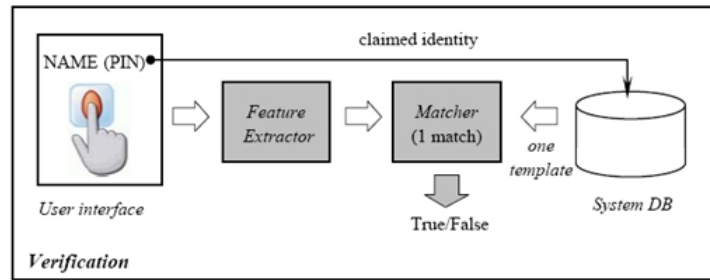 claimed identity
NAME (PIN)
Feature
Extractor
Matcher
(1 match)
one
template
User interface
System DB
True/False
Verification